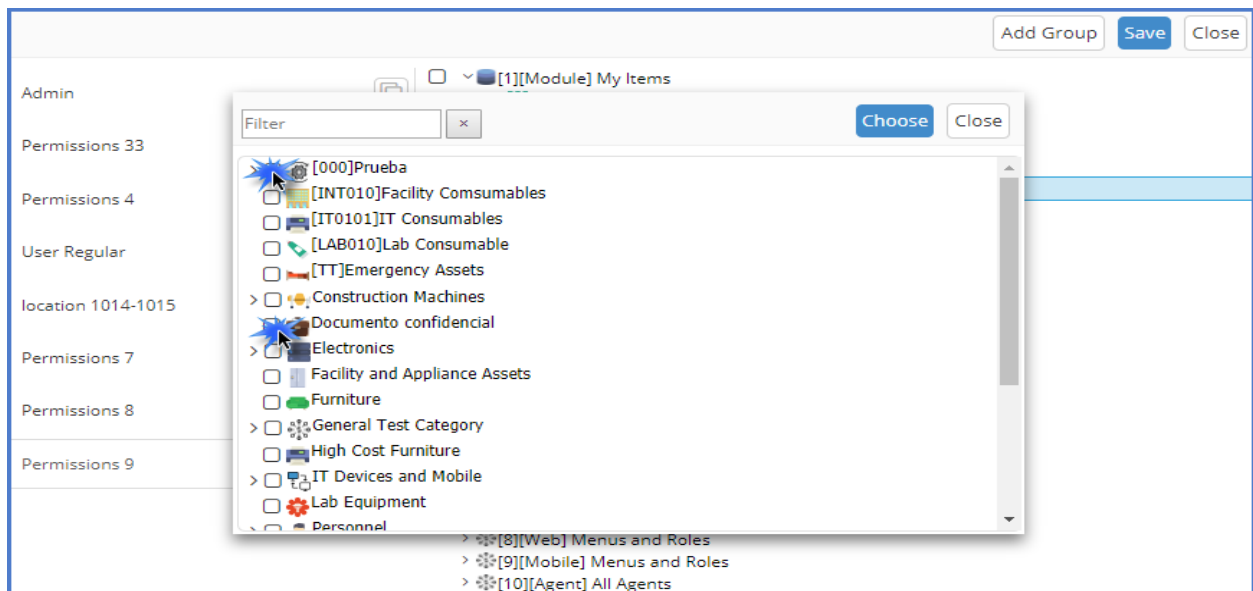 Add Group Save Close
Admin
Permissions 33
Permissions 4
User Regular
location 1014-1015
Permissions 7
Permissions 8
Permissions 9
[1][Module] My Items
Filter × Choose Close
[000]Prueba
[INT010]Facility Comsumables
[IT0101]IT Consumables
[LAB010]Lab Consumable
[TT]Emergency Assets
Construction Machines
Documento confidencial
Electronics
Facility and Appliance Assets
Furniture
General Test Category
High Cost Furniture
IT Devices and Mobile
Lab Equipment
Personnel
[8][Web] Menus and Roles
[9][Mobile] Menus and Roles
[10][Agent] All Agents